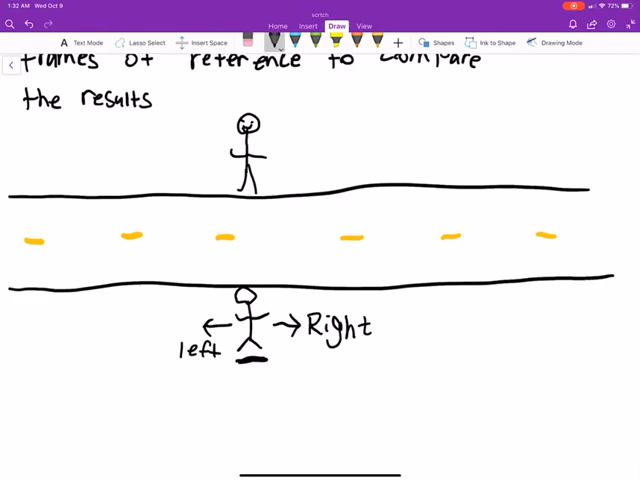 1:32 AM Wed Oct 9
scrtch
72%
Home Insert Draw View
Text Mode Lasso Select Insert Space Shapes Ink to Shape Drawing Mode
frames of reference to compare
the results
Right
left